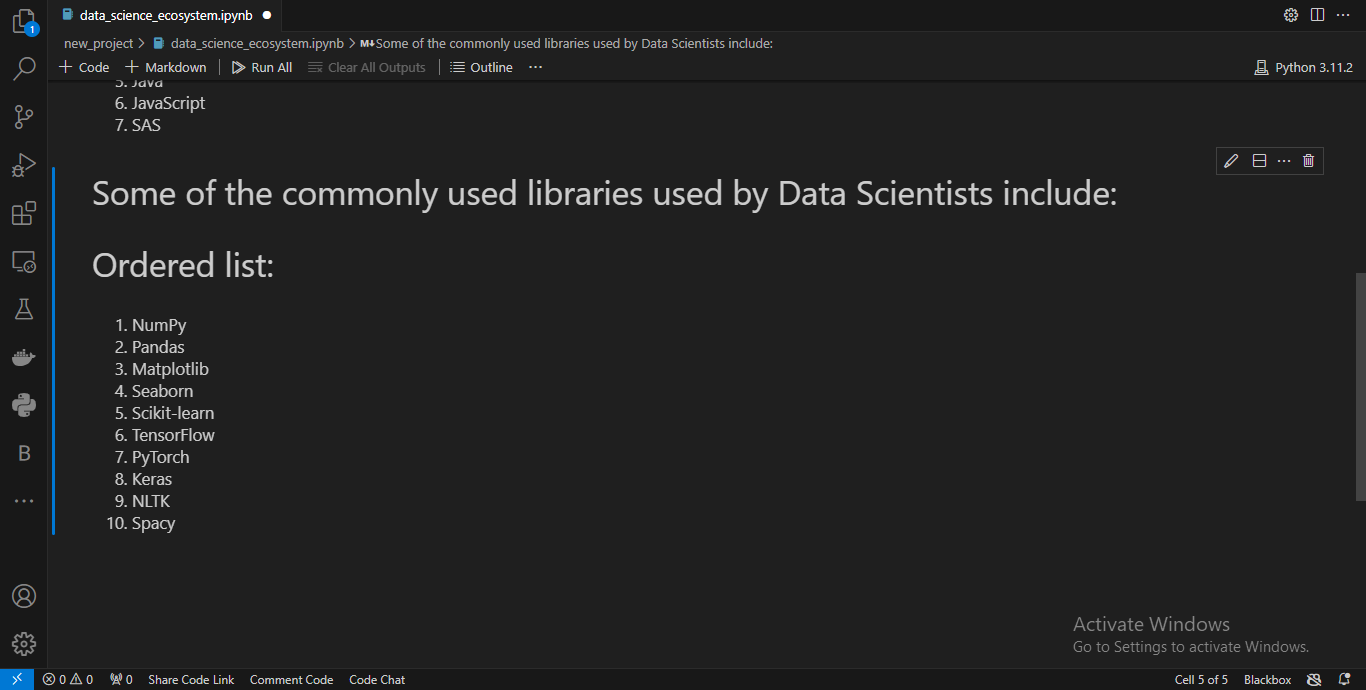 1
data_science_ecosystem.ipynb
new_project > data_science_ecosystem.ipynb > M↓Some of the commonly used libraries used by Data Scientists include:
+ Code + Markdown | Run All Clear All Outputs | Outline ...
Python 3.11.2
5. Java
6. JavaScript
7. SAS
Some of the commonly used libraries used by Data Scientists include:
Ordered list:
1. NumPy
2. Pandas
3. Matplotlib
4. Seaborn
5. Scikit-learn
6. TensorFlow
7. PyTorch
8. Keras
9. NLTK
10. Spacy
B
Activate Windows
Go to Settings to activate Windows.
0 0 0 Share Code Link Comment Code Code Chat
Cell 5 of 5 Blackbox